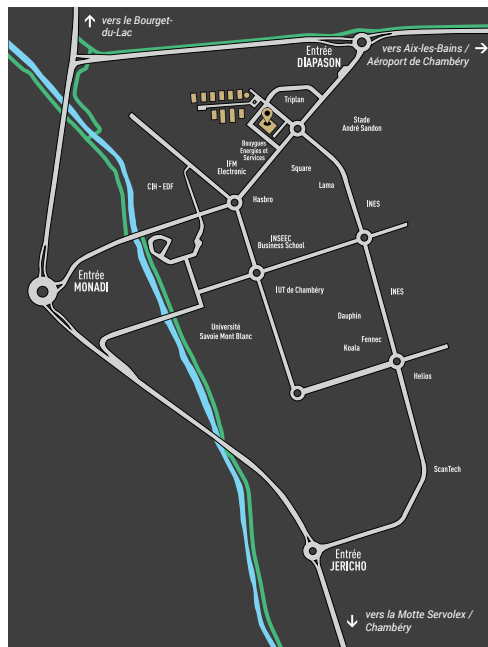 vers le Bourget-
du-Lac
Entrée
DIAPASON
vers Aix-les-Bains /
Aéroport de Chambéry
Triplan
Stade
André Sandon
Bouygues
Energies et
Services
IFM
Electronic
Square
Lama
CIH - EDF
Hasbro
INES
INSEEC
Business School
Entrée
MONADI
IUT de Chambéry
INES
Dauphin
Université
Savoie Mont Blanc
Fennec
Koala
Helios
ScanTech
Entrée
JERICHO
vers la Motte Servolex /
Chambéry